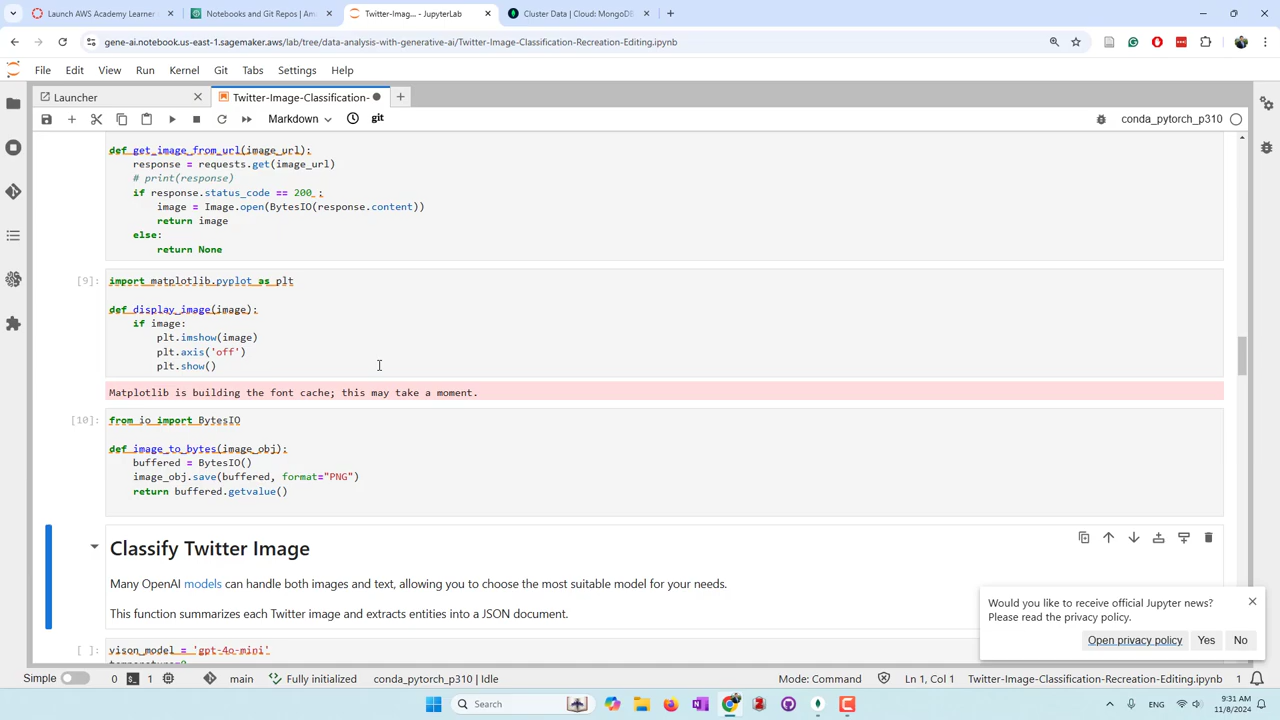 Launch AWS Academy Learner
Notebooks and Git Repos | Am
Twitter-Imag... - JupyterLab
Cluster Data | Cloud: MongoDB
gene-ai.notebook.us-east-1.sagemaker.aws/lab/tree/data-analysis-with-generative-ai/Twitter-Image-Classification-Recreation-Editing.ipynb
File Edit View Run Kernel Git Tabs Settings Help
Launcher
Twitter-Image-Classification-
Markdown git conda_pytorch_p310
def get_image_from_url(image_url):
response = requests.get(image_url)
# print(response)
if response.status_code == 200 :
image = Image.open(BytesIO(response.content))
return image
else:
return None
[9]: import matplotlib.pyplot as plt
def display_image(image):
if image:
plt.imshow(image)
plt.axis('off')
plt.show()
Matplotlib is building the font cache; this may take a moment.
[10]: from io import BytesIO
def image_to_bytes(image_obj):
buffered = BytesIO()
image_obj.save(buffered, format="PNG")
return buffered.getvalue()
Classify Twitter Image
Many OpenAI models can handle both images and text, allowing you to choose the most suitable model for your needs.
This function summarizes each Twitter image and extracts entities into a JSON document.
Would you like to receive official Jupyter news?
Please read the privacy policy.
Open privacy policy Yes No
[ ]: vison_model = 'gpt-4o-mini'
Simple 0 1 main Fully initialized conda_pytorch_p310 | Idle Mode: Command Ln 1, Col 1 Twitter-Image-Classification-Recreation-Editing.ipynb 1
Search
ENG
9:31 AM
11/8/2024